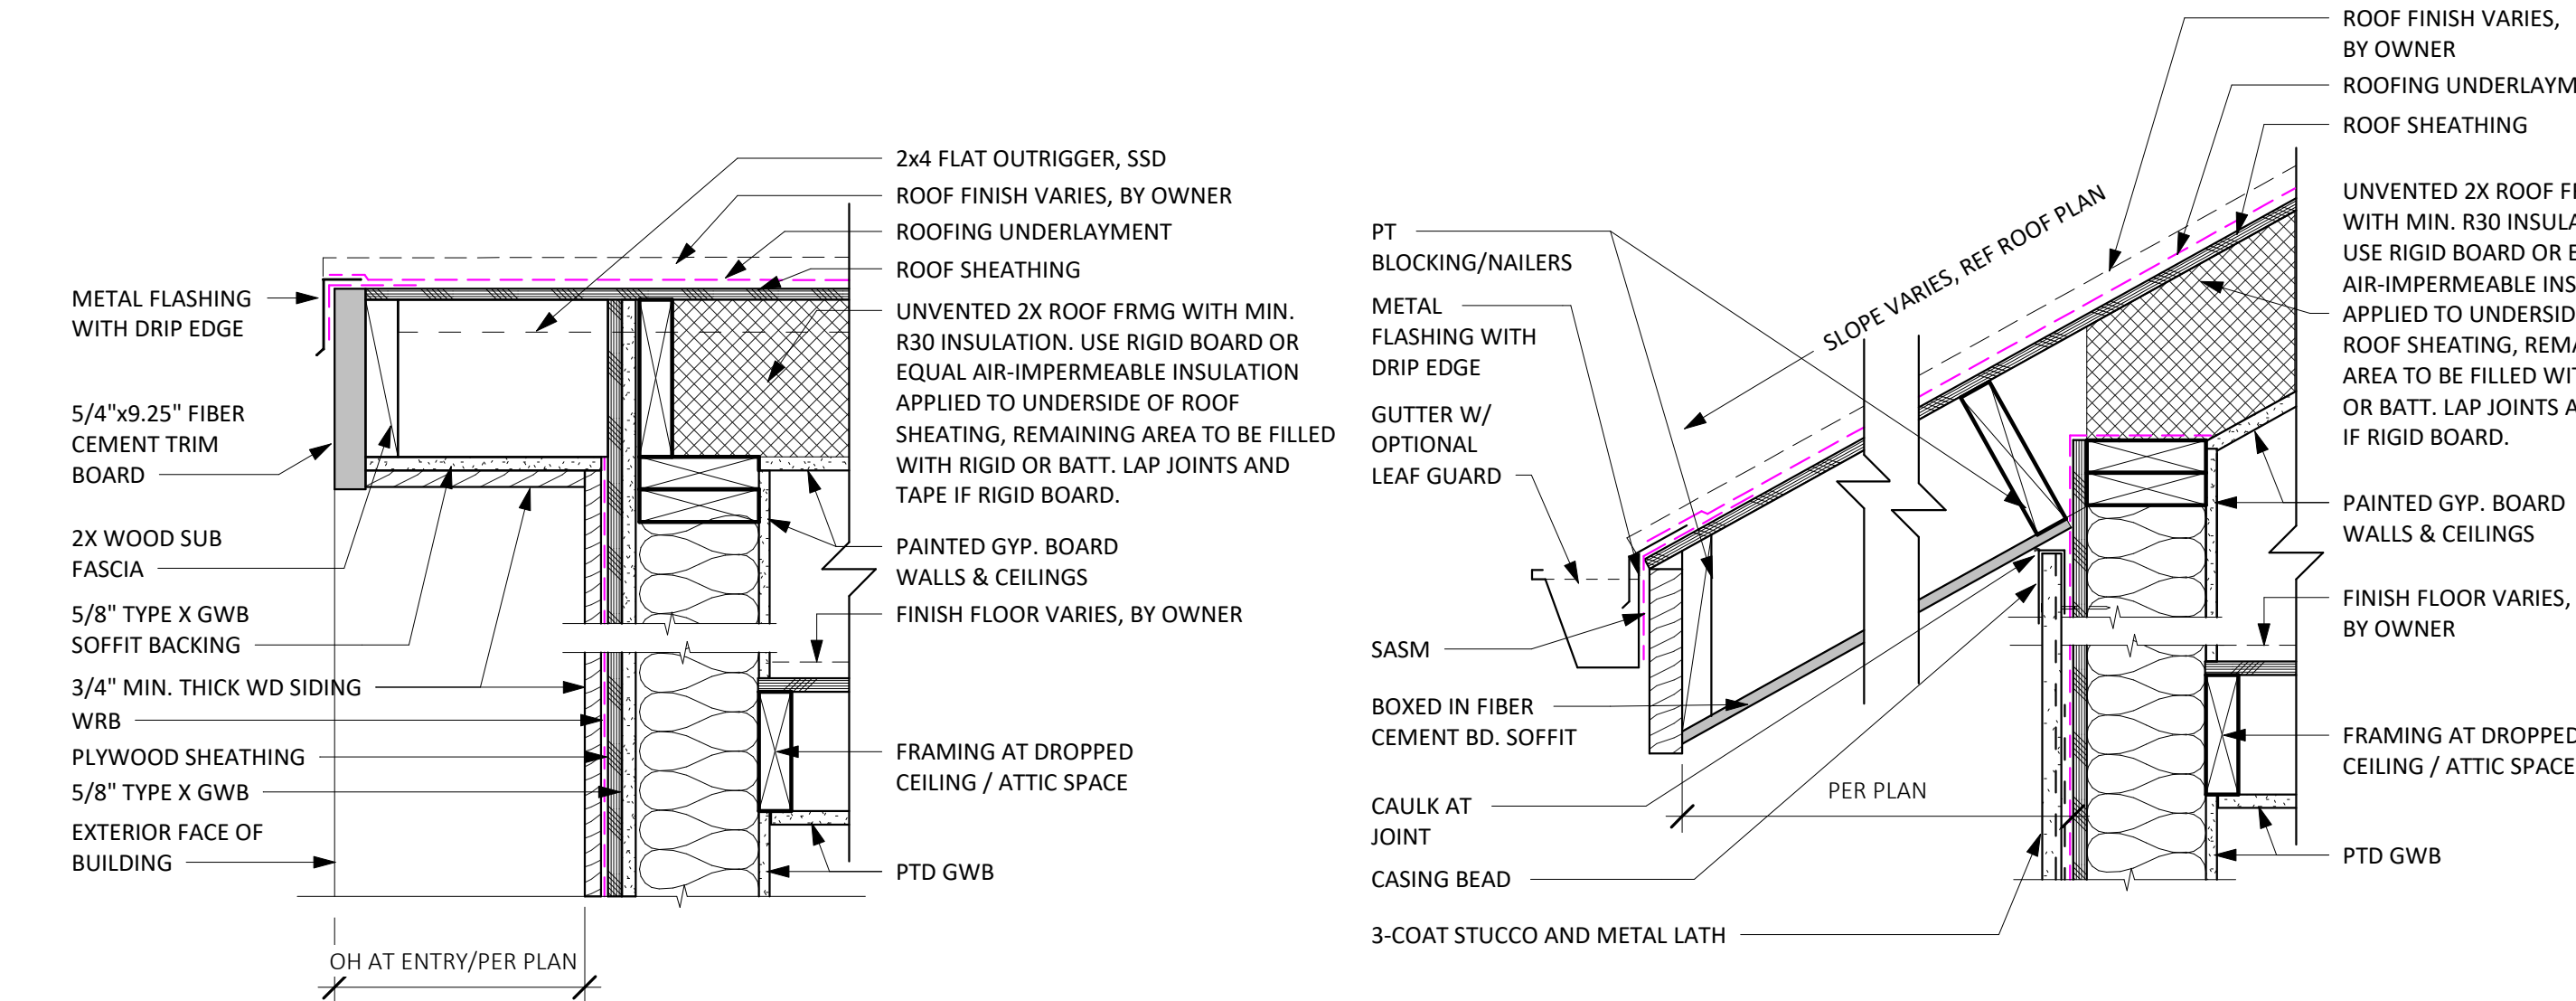 2x4 FLAT OUTRIGGER, SSD
ROOF FINISH VARIES, BY OWNER
ROOFING UNDERLAYMENT
ROOF SHEATHING
UNVENTED 2X ROOF FRMG WITH MIN.
R30 INSULATION. USE RIGID BOARD OR
EQUAL AIR-IMPERMEABLE INSULATION
APPLIED TO UNDERSIDE OF ROOF
SHEATING, REMAINING AREA TO BE FILLED
WITH RIGID OR BATT. LAP JOINTS AND
TAPE IF RIGID BOARD.
PAINTED GYP. BOARD
WALLS & CEILINGS
FINISH FLOOR VARIES, BY OWNER
FRAMING AT DROPPED
CEILING / ATTIC SPACE
PTD GWB
METAL FLASHING
WITH DRIP EDGE
5/4"x9.25" FIBER
CEMENT TRIM
BOARD
2X WOOD SUB
FASCIA
5/8" TYPE X GWB
SOFFIT BACKING
3/4" MIN. THICK WD SIDING
WRB
PLYWOOD SHEATHING
5/8" TYPE X GWB
EXTERIOR FACE OF
BUILDING
OH AT ENTRY/PER PLAN
PT
BLOCKING/NAILERS
METAL
FLASHING WITH
DRIP EDGE
GUTTER W/
OPTIONAL
LEAF GUARD
SASM
BOXED IN FIBER
CEMENT BD. SOFFIT
CAULK AT
JOINT
CASING BEAD
3-COAT STUCCO AND METAL LATH
SLOPE VARIES, REF ROOF PLAN
PER PLAN
ROOF FINISH VARIES,
BY OWNER
ROOFING UNDERLAYM
ROOF SHEATHING
UNVENTED 2X ROOF
WITH MIN. R30 INSULA
USE RIGID BOARD OR
AIR-IMPERMEABLE INS
APPLIED TO UNDERSID
ROOF SHEATING, REMA
AREA TO BE FILLED WI
OR BATT. LAP JOINTS
IF RIGID BOARD.
PAINTED GYP. BOARD
WALLS & CEILINGS
FINISH FLOOR VARIES,
BY OWNER
FRAMING AT DROPPED
CEILING / ATTIC SPACE
PTD GWB